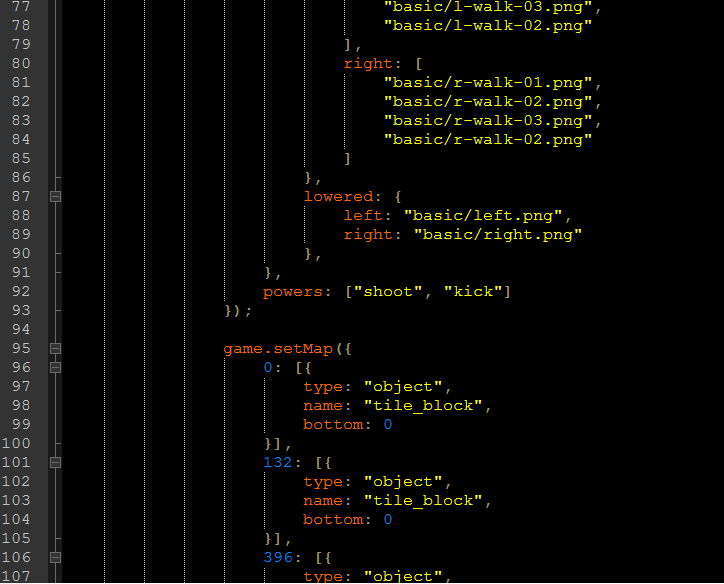 77 "basic/l-walk-03.png",
78 "basic/l-walk-02.png"
79 ],
80 right: [
81 "basic/r-walk-01.png",
82 "basic/r-walk-02.png",
83 "basic/r-walk-03.png",
84 "basic/r-walk-02.png"
85 ]
86 },
87 lowered: {
88 left: "basic/left.png",
89 right: "basic/right.png"
90 },
91 },
92 powers: ["shoot", "kick"]
93 });
94
95 game.setMap({
96 0: [{
97 type: "object",
98 name: "tile_block",
99 bottom: 0
100 }],
101 132: [{
102 type: "object",
103 name: "tile_block",
104 bottom: 0
105 }],
106 396: [{
107 type: "object",